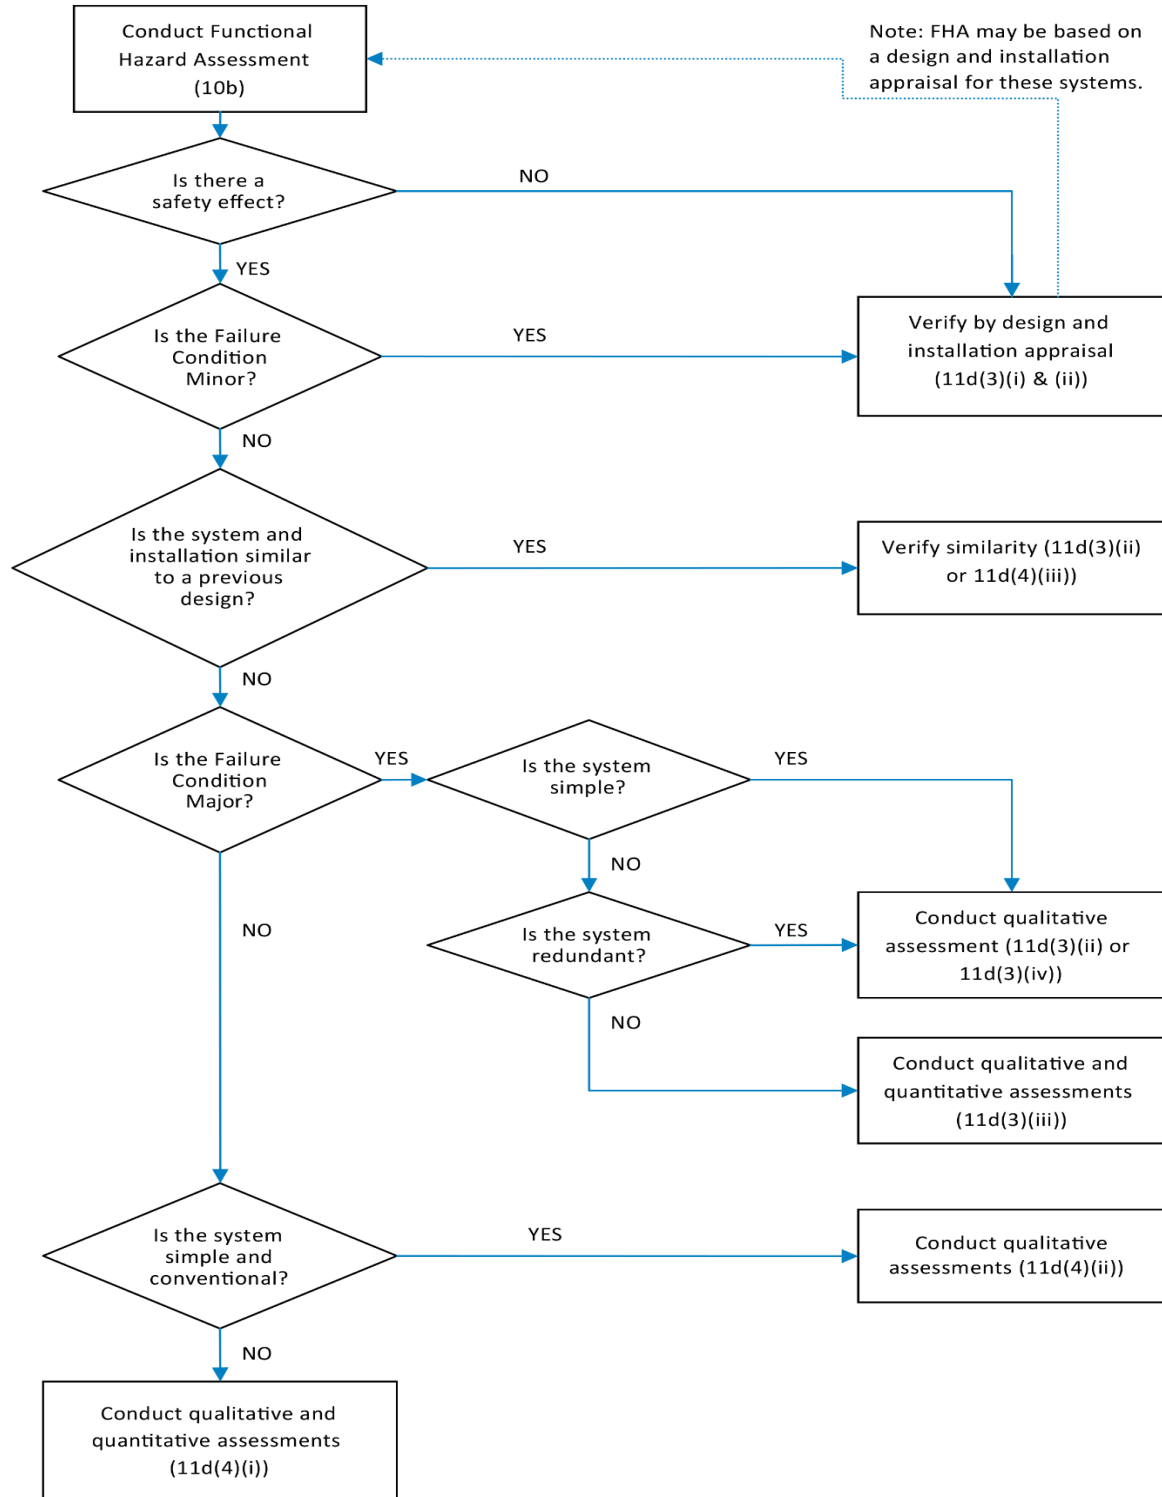 Conduct Functional
Hazard Assessment
(10b)
Note: FHA may be based on
a design and installation
appraisal for these systems.
Is there a
safety effect?
NO
YES
Is the Failure
Condition
Minor?
YES
Verify by design and
installation appraisal
(11d(3)(i) & (ii))
NO
Is the system and
installation similar
to a previous
design?
YES
Verify similarity (11d(3)(ii)
or 11d(4)(iii))
NO
Is the Failure
Condition
Major?
YES
Is the system
simple?
YES
NO
NO
Is the system
redundant?
YES
Conduct qualitative
assessment (11d(3)(ii) or
11d(3)(iv))
NO
Conduct qualitative and
quantitative assessments
(11d(3)(iii))
Is the system
simple and
conventional?
YES
Conduct qualitative
assessments (11d(4)(ii))
NO
Conduct qualitative and
quantitative assessments
(11d(4)(i))